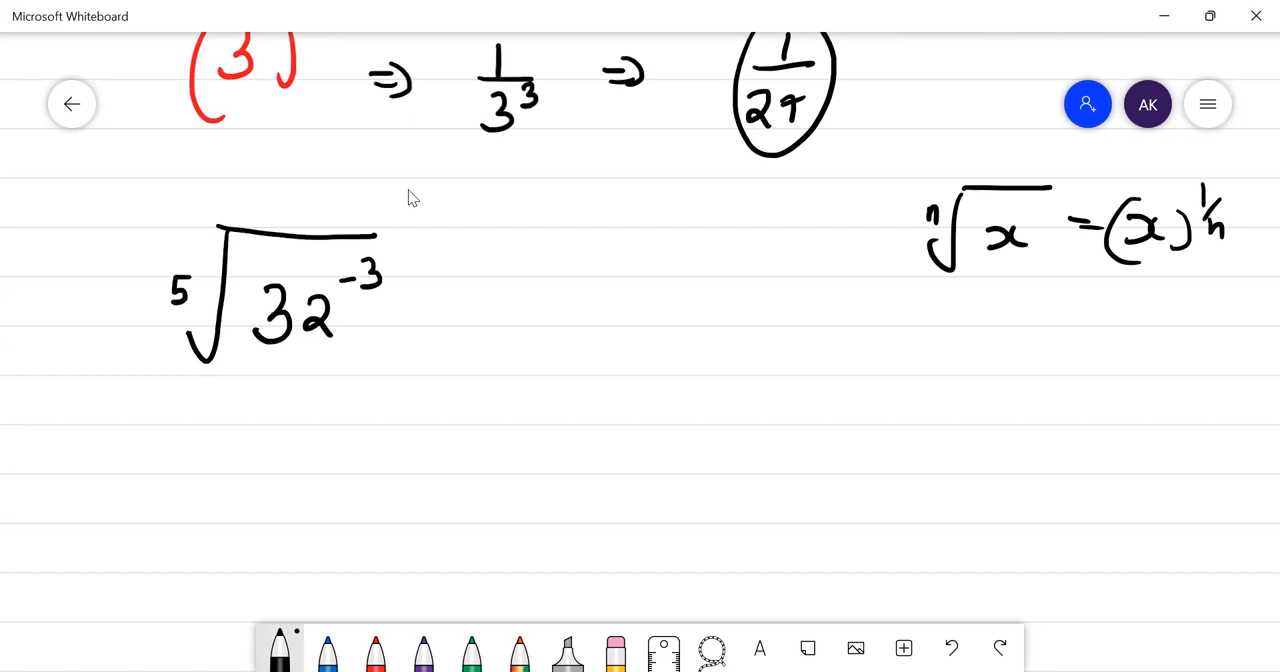 Microsoft Whiteboard
(3) ⇒ 1/3³ ⇒ 1/27
AK
ⁿ√x = (x)^1/n
⁵√32⁻³
A